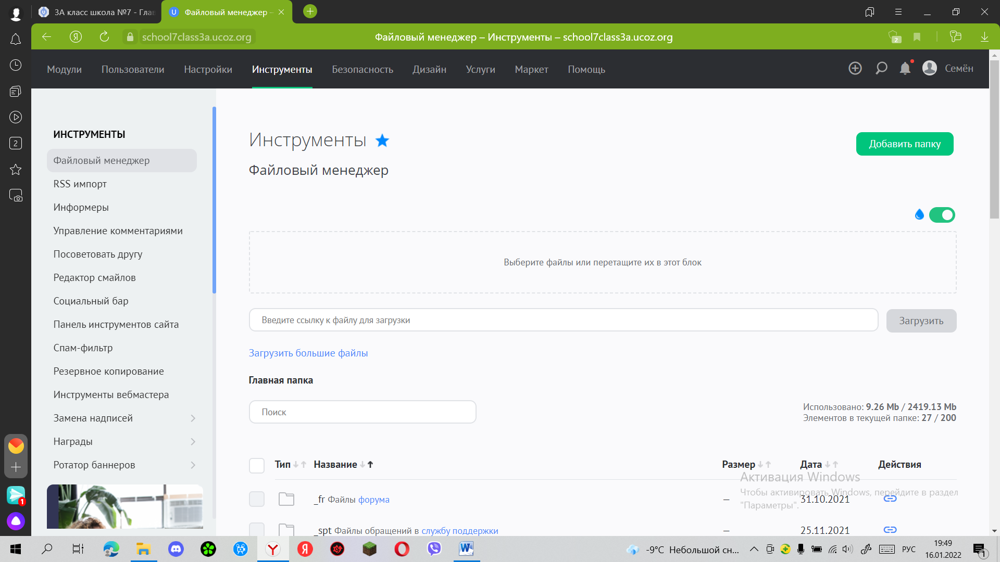 3А класс школа №7 - Глав
Файловый менеджер –
school7class3a.ucoz.org
Файловый менеджер – Инструменты – school7class3a.ucoz.org
2
Модули
Пользователи
Настройки
Инструменты
Безопасность
Дизайн
Услуги
Маркет
Помощь
Семён
2
1
ИНСТРУМЕНТЫ
Файловый менеджер
RSS импорт
Информеры
Управление комментариями
Посоветовать другу
Редактор смайлов
Социальный бар
Панель инструментов сайта
Спам-фильтр
Резервное копирование
Инструменты вебмастера
Замена надписей
Награды
Ротатор баннеров
Инструменты
Добавить папку
Файловый менеджер
Выберите файлы или перетащите их в этот блок
Введите ссылку к файлу для загрузки
Загрузить
Загрузить большие файлы
Главная папка
Поиск
Использовано: 9.26 Mb / 2419.13 Mb
Элементов в текущей папке: 27 / 200
Тип Название Размер Дата Действия
_fr Файлы форума — 31.10.2021
_spt Файлы обращений в службу поддержки — 25.11.2021
Активация Windows
Чтобы активировать Windows, перейдите в раздел
"Параметры".
-9°C Небольшой сн...
РУС
19:49
16.01.2022
1